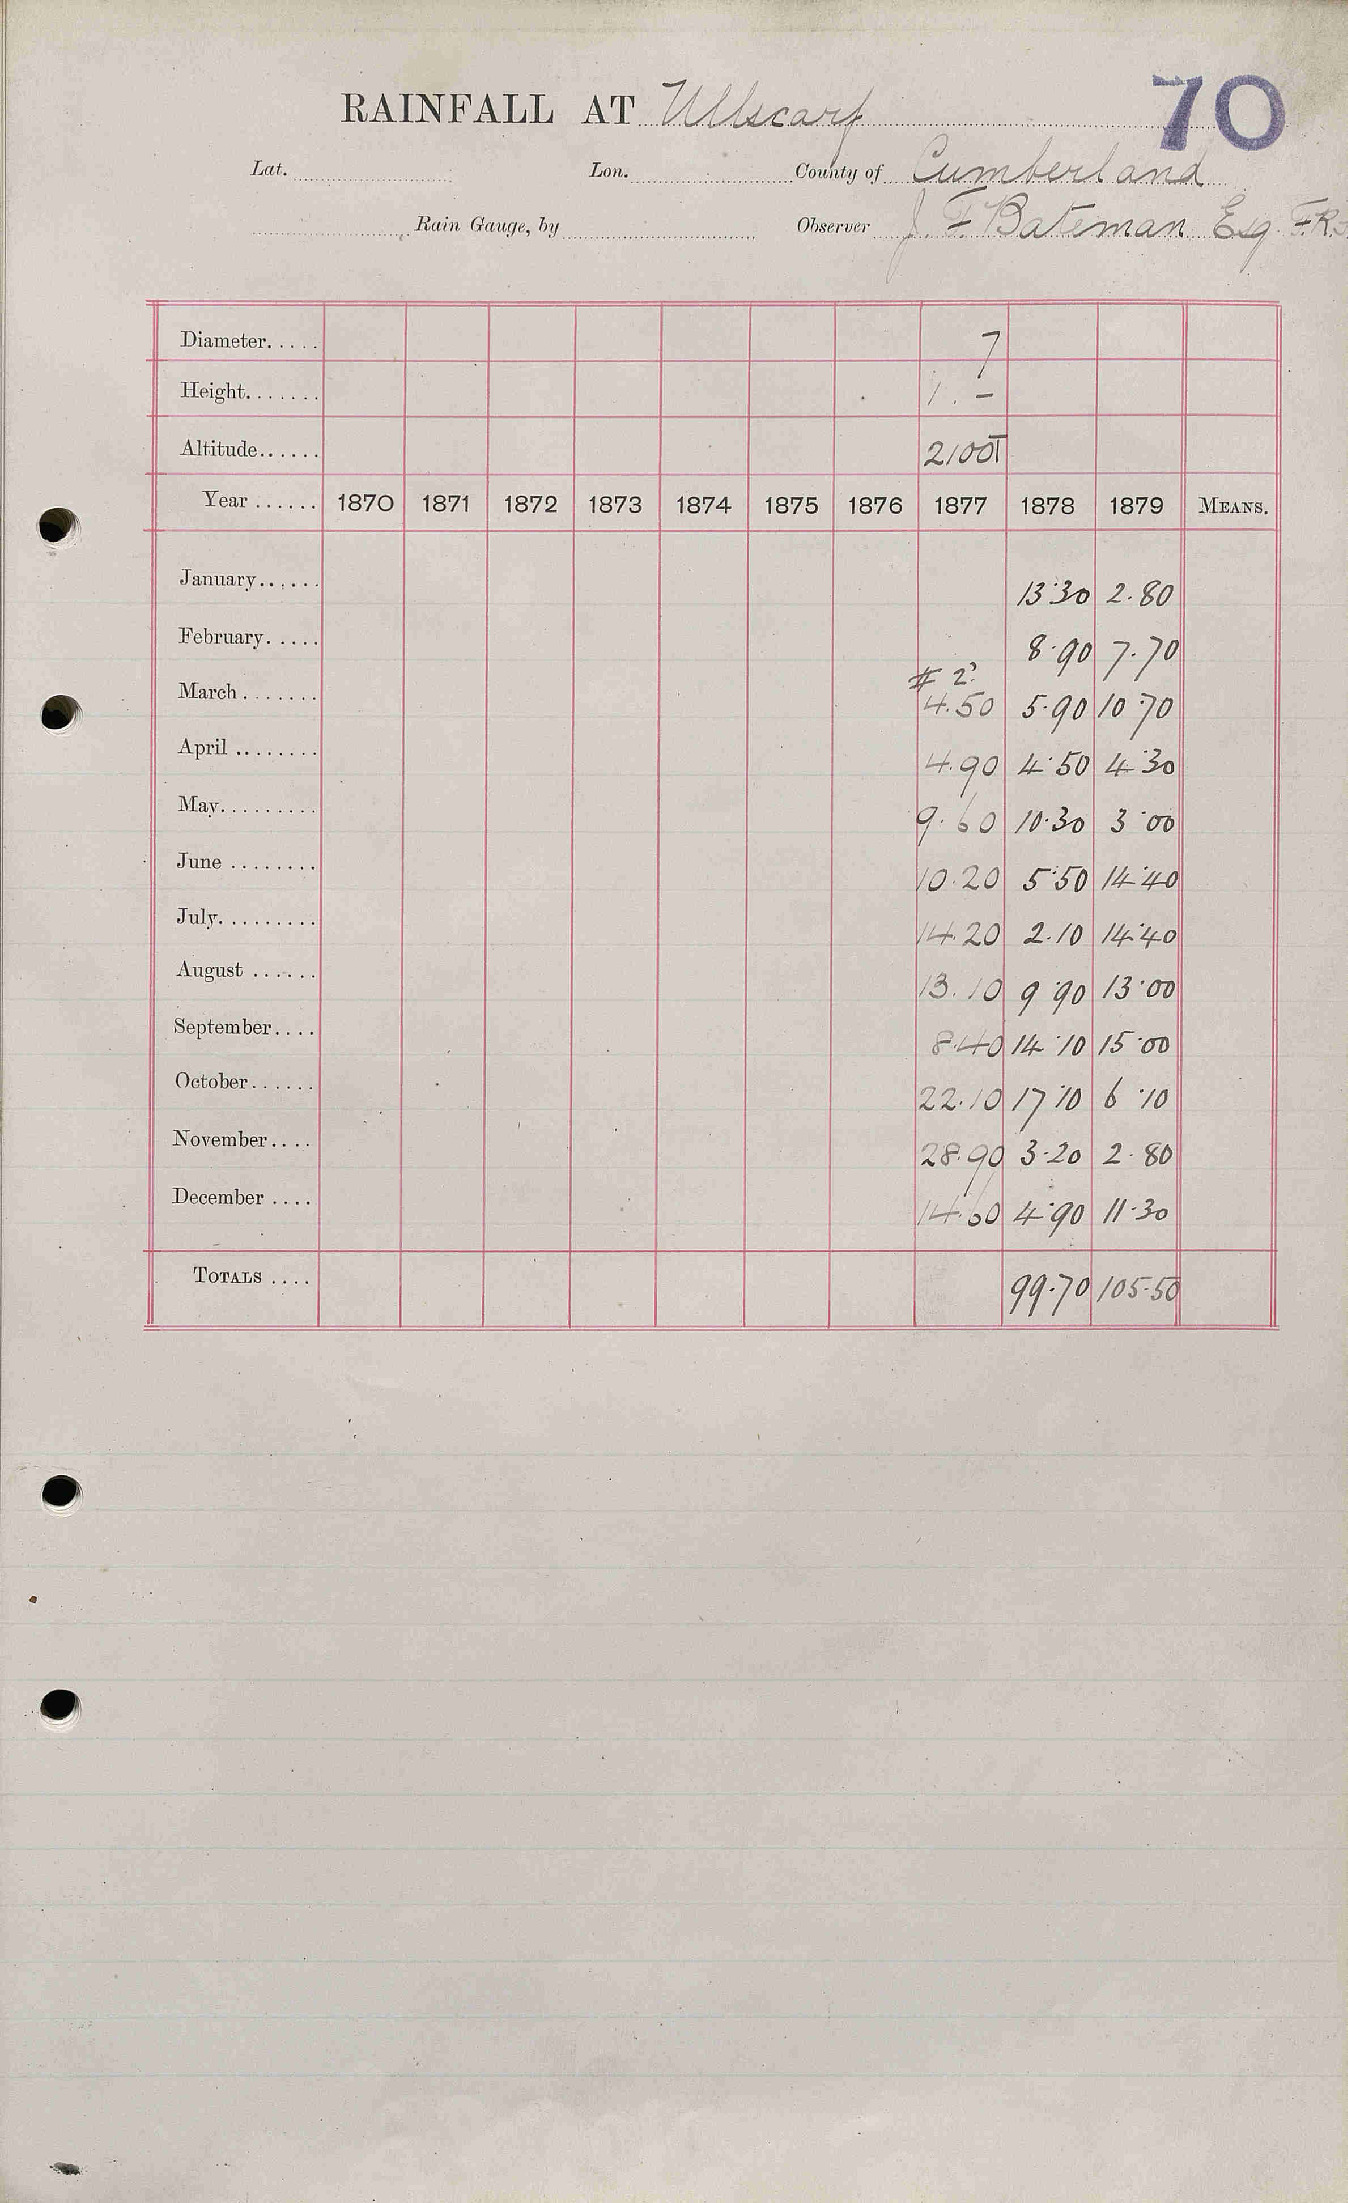 70
RAINFALL AT Ullscarf
Lat. Lon. County of Cumberland
Rain Gauge, by Observer J. F. Bateman Esq. F.R.S
Diameter..... 7
Height....... 1. –
Altitude...... 2100T
Year ...... 1870 1871 1872 1873 1874 1875 1876 1877 1878 1879 MEANS.
January...... 13·30 2·80
February..... 8·90 7·70
# 2?
March ....... 4.50 5·90 10·70
April ........ 4.90 4·50 4·30
May......... 9.60 10·30 3·00
June ........ 10.20 5·50 14·40
July......... 14.20 2·10 14·40
August ...... 13.10 9·90 13·00
September.... 8.40 14·10 15·00
October...... 22.10 17·10 6·10
November.... 28.90 3·20 2·80
December .... 14.60 4·90 11·30
TOTALS .... 99·70 105·50